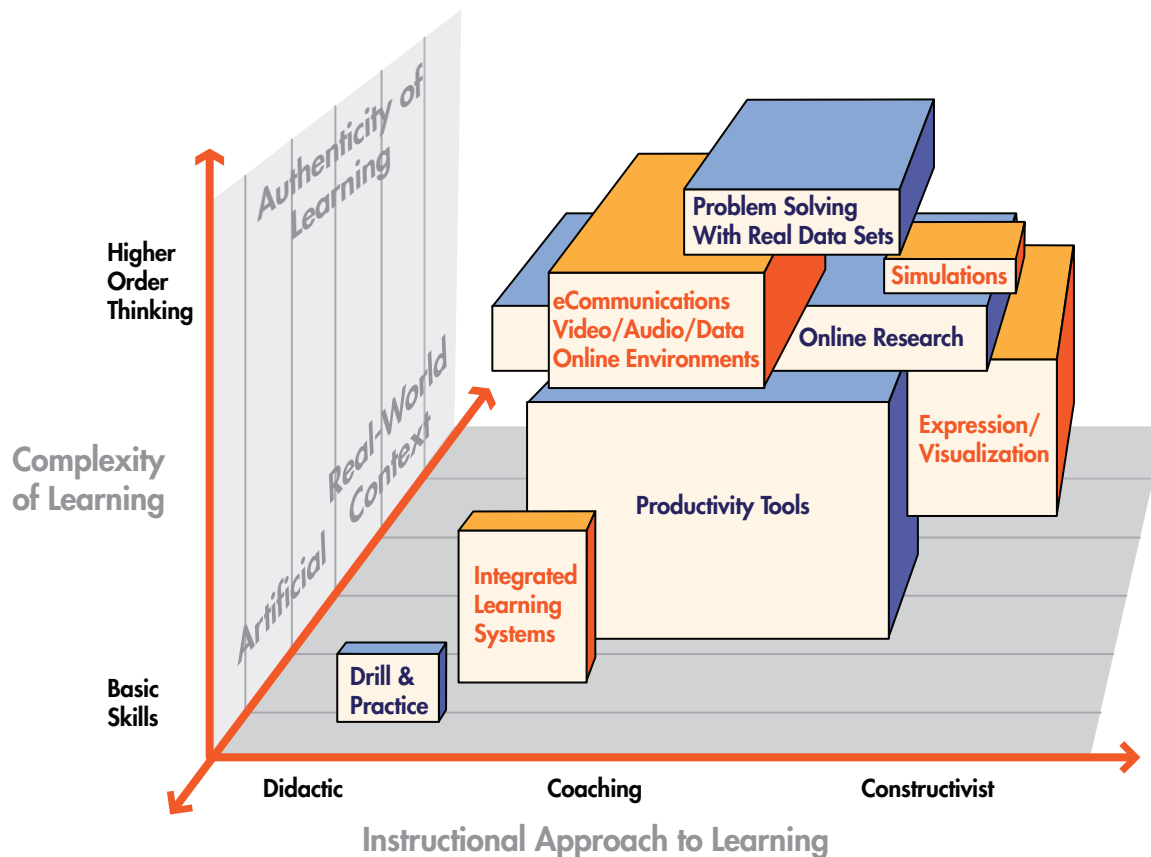 Authenticity of
Learning
Higher
Order
Thinking
Problem Solving
With Real Data Sets
Simulations
eCommunications
Video/Audio/Data
Online Environments
Online Research
Real-World
Context
Artificial
Complexity
of Learning
Expression/
Visualization
Productivity Tools
Integrated
Learning
Systems
Drill &
Practice
Basic
Skills
Didactic
Coaching
Constructivist
Instructional Approach to Learning